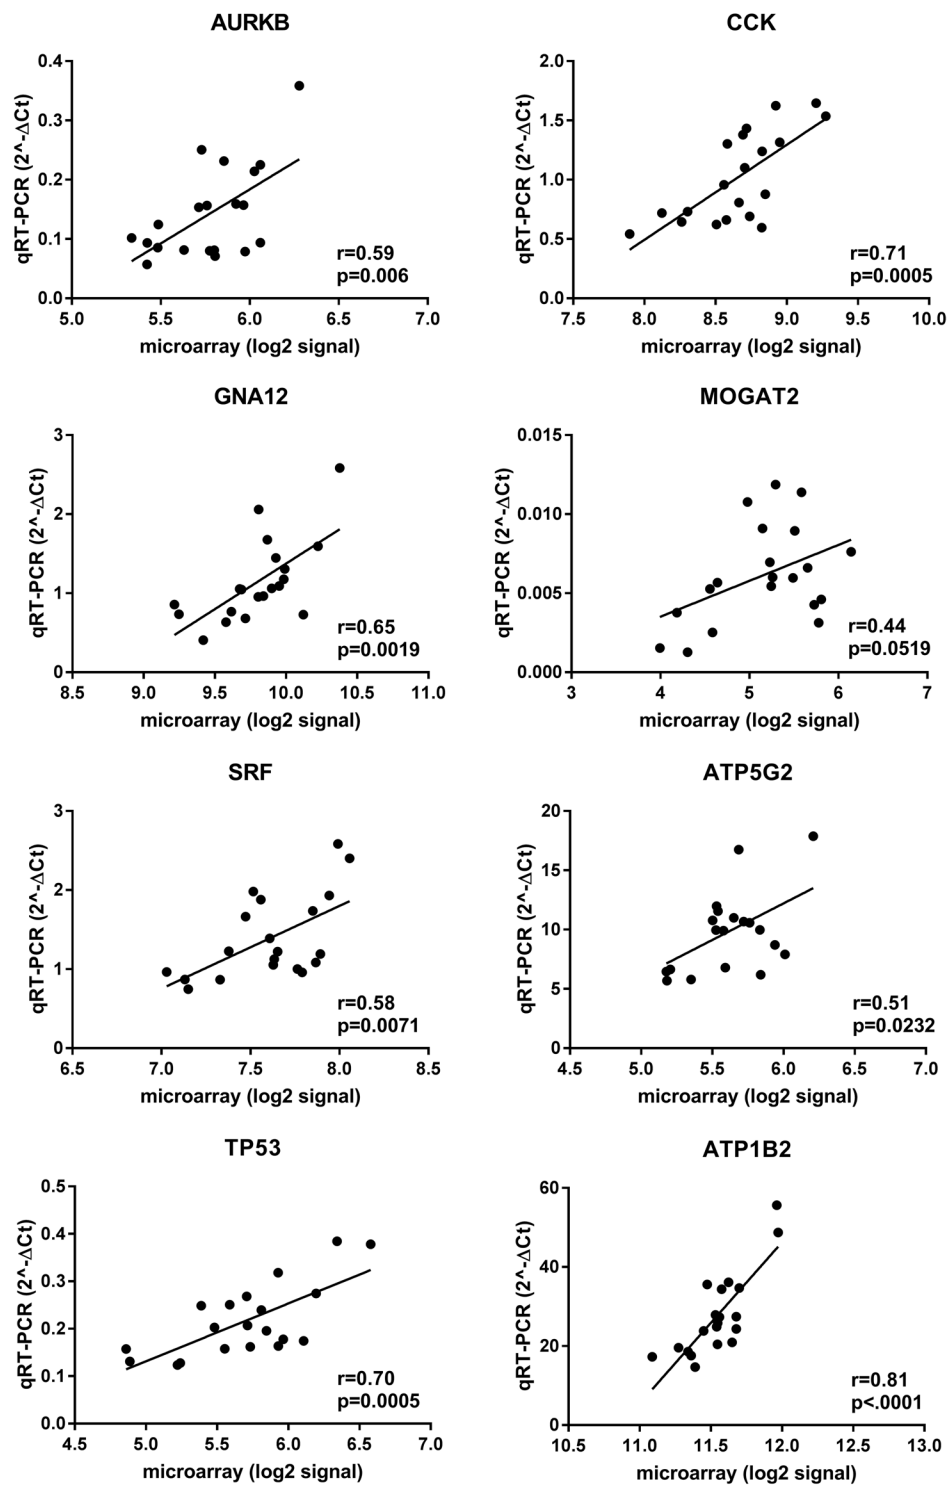 AURKB
qRT-PCR (2^-ΔCt)
0.4
0.3
0.2
0.1
0.0
5.0 5.5 6.0 6.5 7.0
microarray (log2 signal)
r=0.59
p=0.006
CCK
qRT-PCR (2^-ΔCt)
2.0
1.5
1.0
0.5
0.0
7.5 8.0 8.5 9.0 9.5 10.0
microarray (log2 signal)
r=0.71
p=0.0005
GNA12
qRT-PCR (2^-ΔCt)
3
2
1
0
8.5 9.0 9.5 10.0 10.5 11.0
microarray (log2 signal)
r=0.65
p=0.0019
MOGAT2
qRT-PCR (2^-ΔCt)
0.015
0.010
0.005
0.000
3 4 5 6 7
microarray (log2 signal)
r=0.44
p=0.0519
SRF
qRT-PCR (2^-ΔCt)
3
2
1
0
6.5 7.0 7.5 8.0 8.5
microarray (log2 signal)
r=0.58
p=0.0071
ATP5G2
qRT-PCR (2^-ΔCt)
20
15
10
5
0
4.5 5.0 5.5 6.0 6.5 7.0
microarray (log2 signal)
r=0.51
p=0.0232
TP53
qRT-PCR (2^-ΔCt)
0.5
0.4
0.3
0.2
0.1
0.0
4.5 5.0 5.5 6.0 6.5 7.0
microarray (log2 signal)
r=0.70
p=0.0005
ATP1B2
qRT-PCR (2^-ΔCt)
60
40
20
0
10.5 11.0 11.5 12.0 12.5 13.0
microarray (log2 signal)
r=0.81
p<.0001